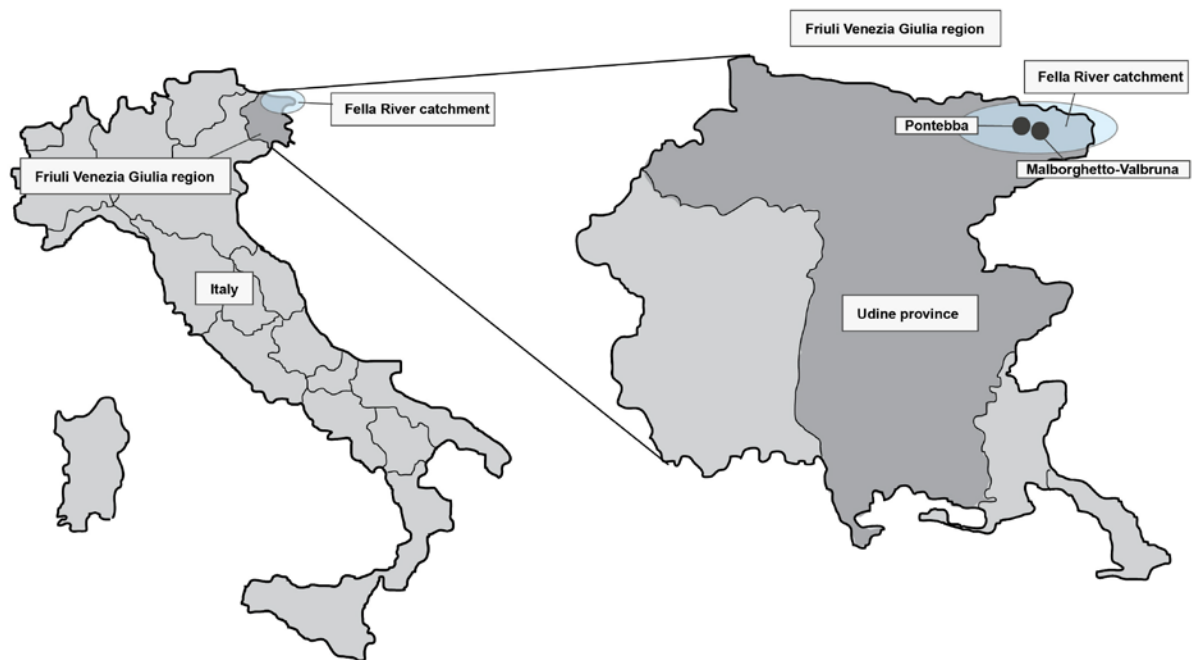 Fella River catchment
Friuli Venezia Giulia region
Italy
Friuli Venezia Giulia region
Fella River catchment
Pontebba
Malborghetto-Valbruna
Udine province